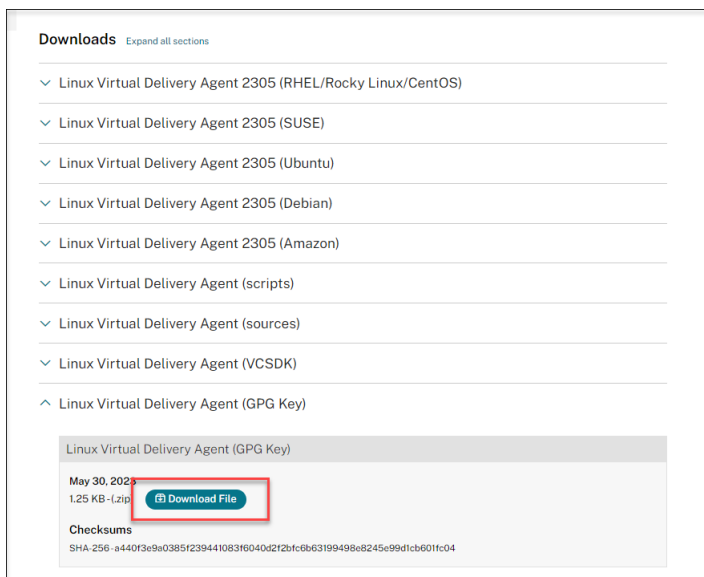 Downloads Expand all sections
Linux Virtual Delivery Agent 2305 (RHEL/Rocky Linux/CentOS)
Linux Virtual Delivery Agent 2305 (SUSE)
Linux Virtual Delivery Agent 2305 (Ubuntu)
Linux Virtual Delivery Agent 2305 (Debian)
Linux Virtual Delivery Agent 2305 (Amazon)
Linux Virtual Delivery Agent (scripts)
Linux Virtual Delivery Agent (sources)
Linux Virtual Delivery Agent (VCSDK)
Linux Virtual Delivery Agent (GPG Key)
Linux Virtual Delivery Agent (GPG Key)
May 30, 2023
1.25 KB - (.zip) Download File
Checksums
SHA-256 - a440f3e9a0385f239441083f6040d2f2bfc6b63199498e8245e99d1cb601fc04